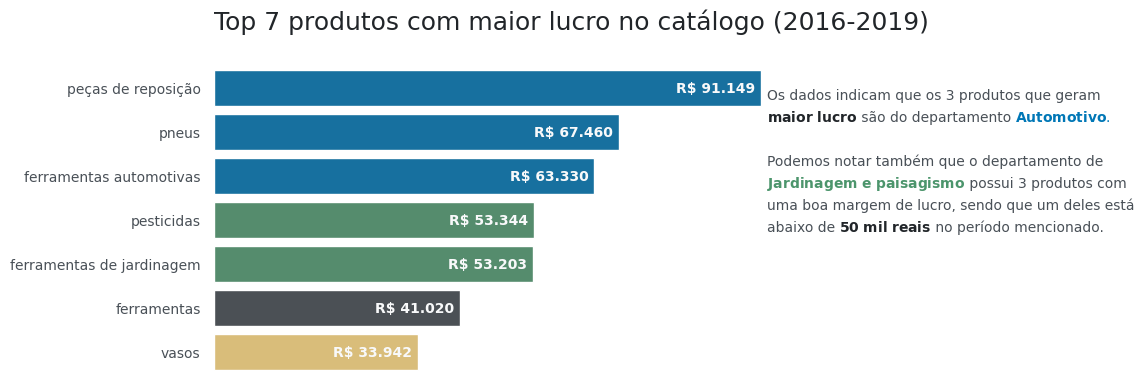 Top 7 produtos com maior lucro no catálogo (2016-2019)
peças de reposição
R$ 91.149
pneus
R$ 67.460
ferramentas automotivas
R$ 63.330
pesticidas
R$ 53.344
ferramentas de jardinagem
R$ 53.203
ferramentas
R$ 41.020
vasos
R$ 33.942
Os dados indicam que os 3 produtos que geram
maior lucro são do departamento Automotivo.
Podemos notar também que o departamento de
Jardinagem e paisagismo possui 3 produtos com
uma boa margem de lucro, sendo que um deles está
abaixo de 50 mil reais no período mencionado.